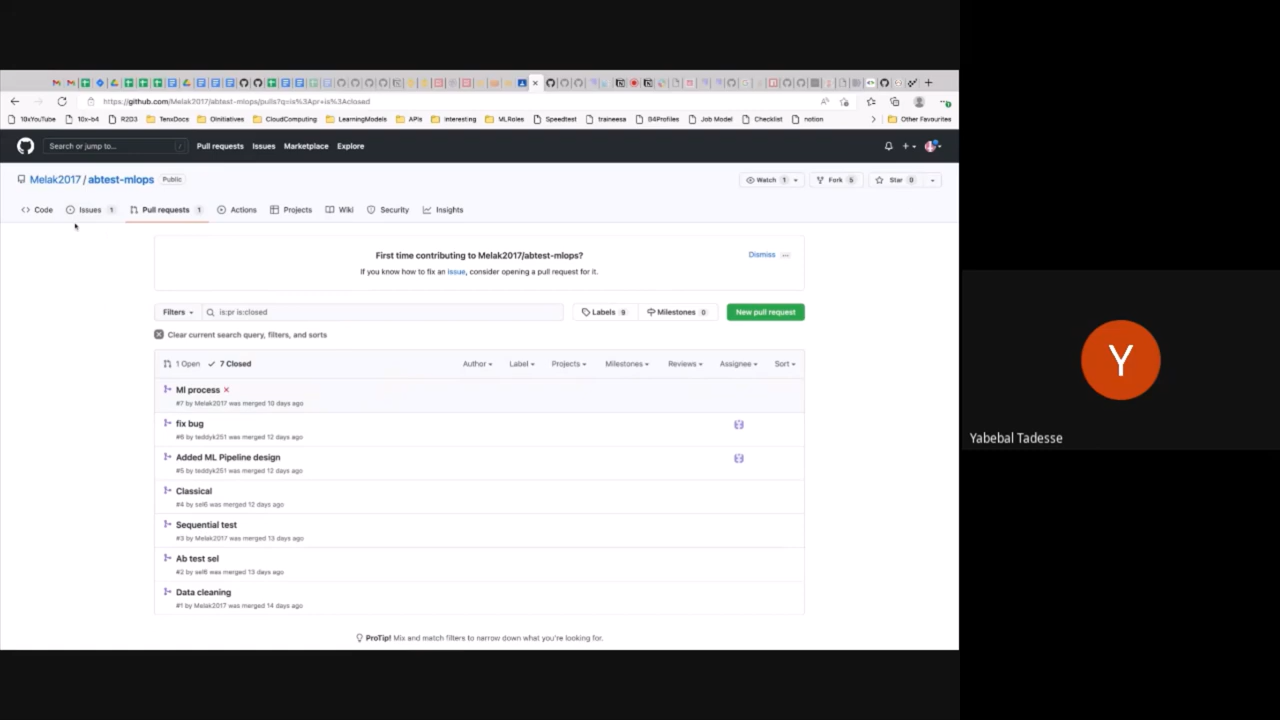 https://github.com/Melak2017/abtest-mlops/pulls?q=is%3Apr+is%3Aclosed
10xYouTube 10x-b4 R2D3 TenxDocs OInitiatives CloudComputing LearningModels APIs Interesting MLRoles Speedtest traineesa B4Profiles Job Model Checklist notion Other Favourites
Search or jump to... / Pull requests Issues Marketplace Explore
Melak2017 / abtest-mlops Public Watch 1 Fork 5 Star 0
Code Issues 1 Pull requests 1 Actions Projects Wiki Security Insights
First time contributing to Melak2017/abtest-mlops? Dismiss
If you know how to fix an issue, consider opening a pull request for it.
Filters is:pr is:closed Labels 9 Milestones 0 New pull request
Clear current search query, filters, and sorts
1 Open 7 Closed Author Label Projects Milestones Reviews Assignee Sort
Ml process
#7 by Melak2017 was merged 10 days ago
fix bug
#6 by teddyk251 was merged 12 days ago
Added ML Pipeline design
#5 by teddyk251 was merged 12 days ago
Classical
#4 by sel6 was merged 12 days ago
Sequential test
#3 by Melak2017 was merged 13 days ago
Ab test sel
#2 by sel6 was merged 13 days ago
Data cleaning
#1 by Melak2017 was merged 14 days ago
ProTip! Mix and match filters to narrow down what you're looking for.
Y
Yabebal Tadesse